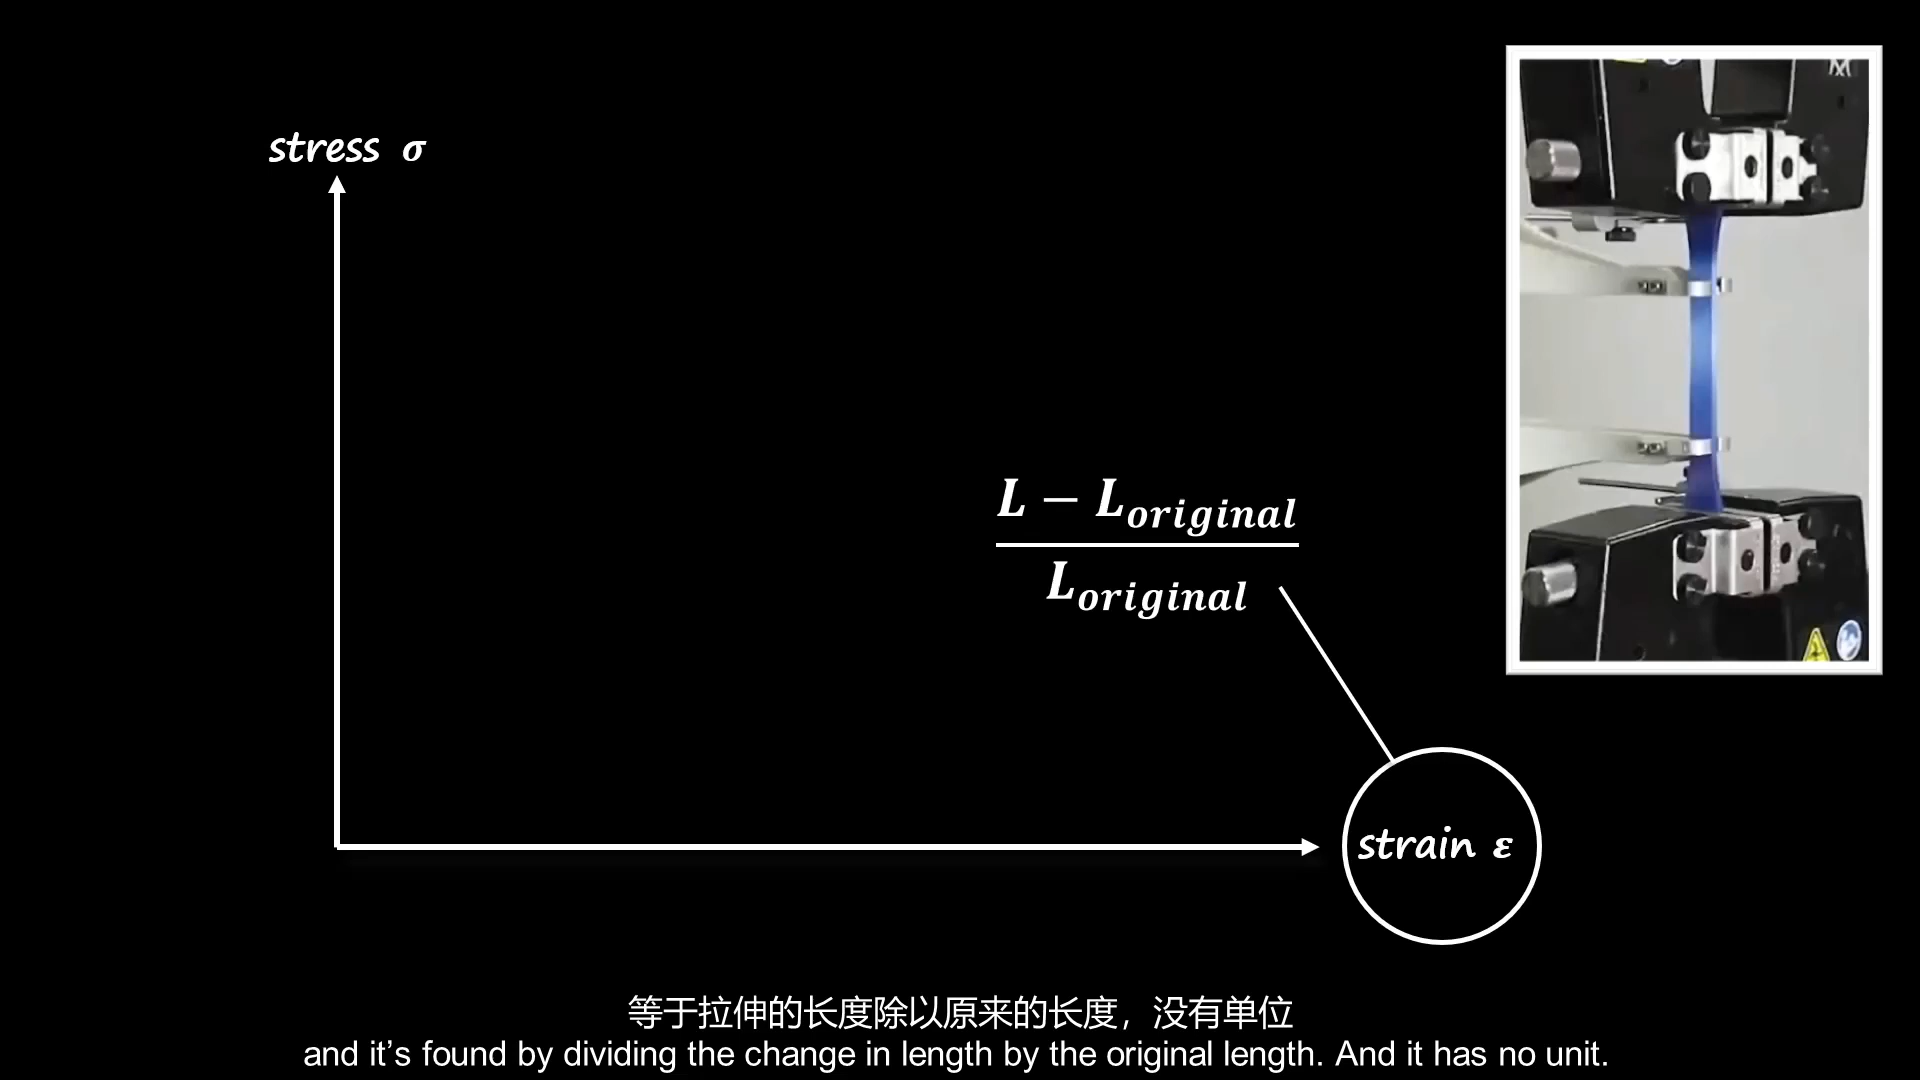 stress σ
L − L_original
L_original
strain ε
等于拉伸的长度除以原来的长度，没有单位
and it’s found by dividing the change in length by the original length. And it has no unit.